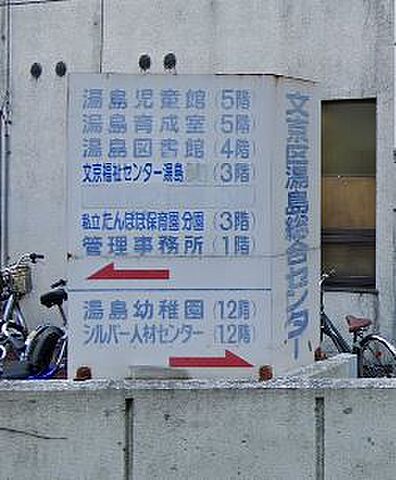 湯島児童館(5階)
湯島育成室(5階)
湯島図書館(4階)
文京福祉センター湯島(3階)
私立たんぽぽ保育園分園(3階)
管理事務所(1階)
湯島幼稚園(12階)
シルバー人材センター(12階)
文京区湯島総合センター